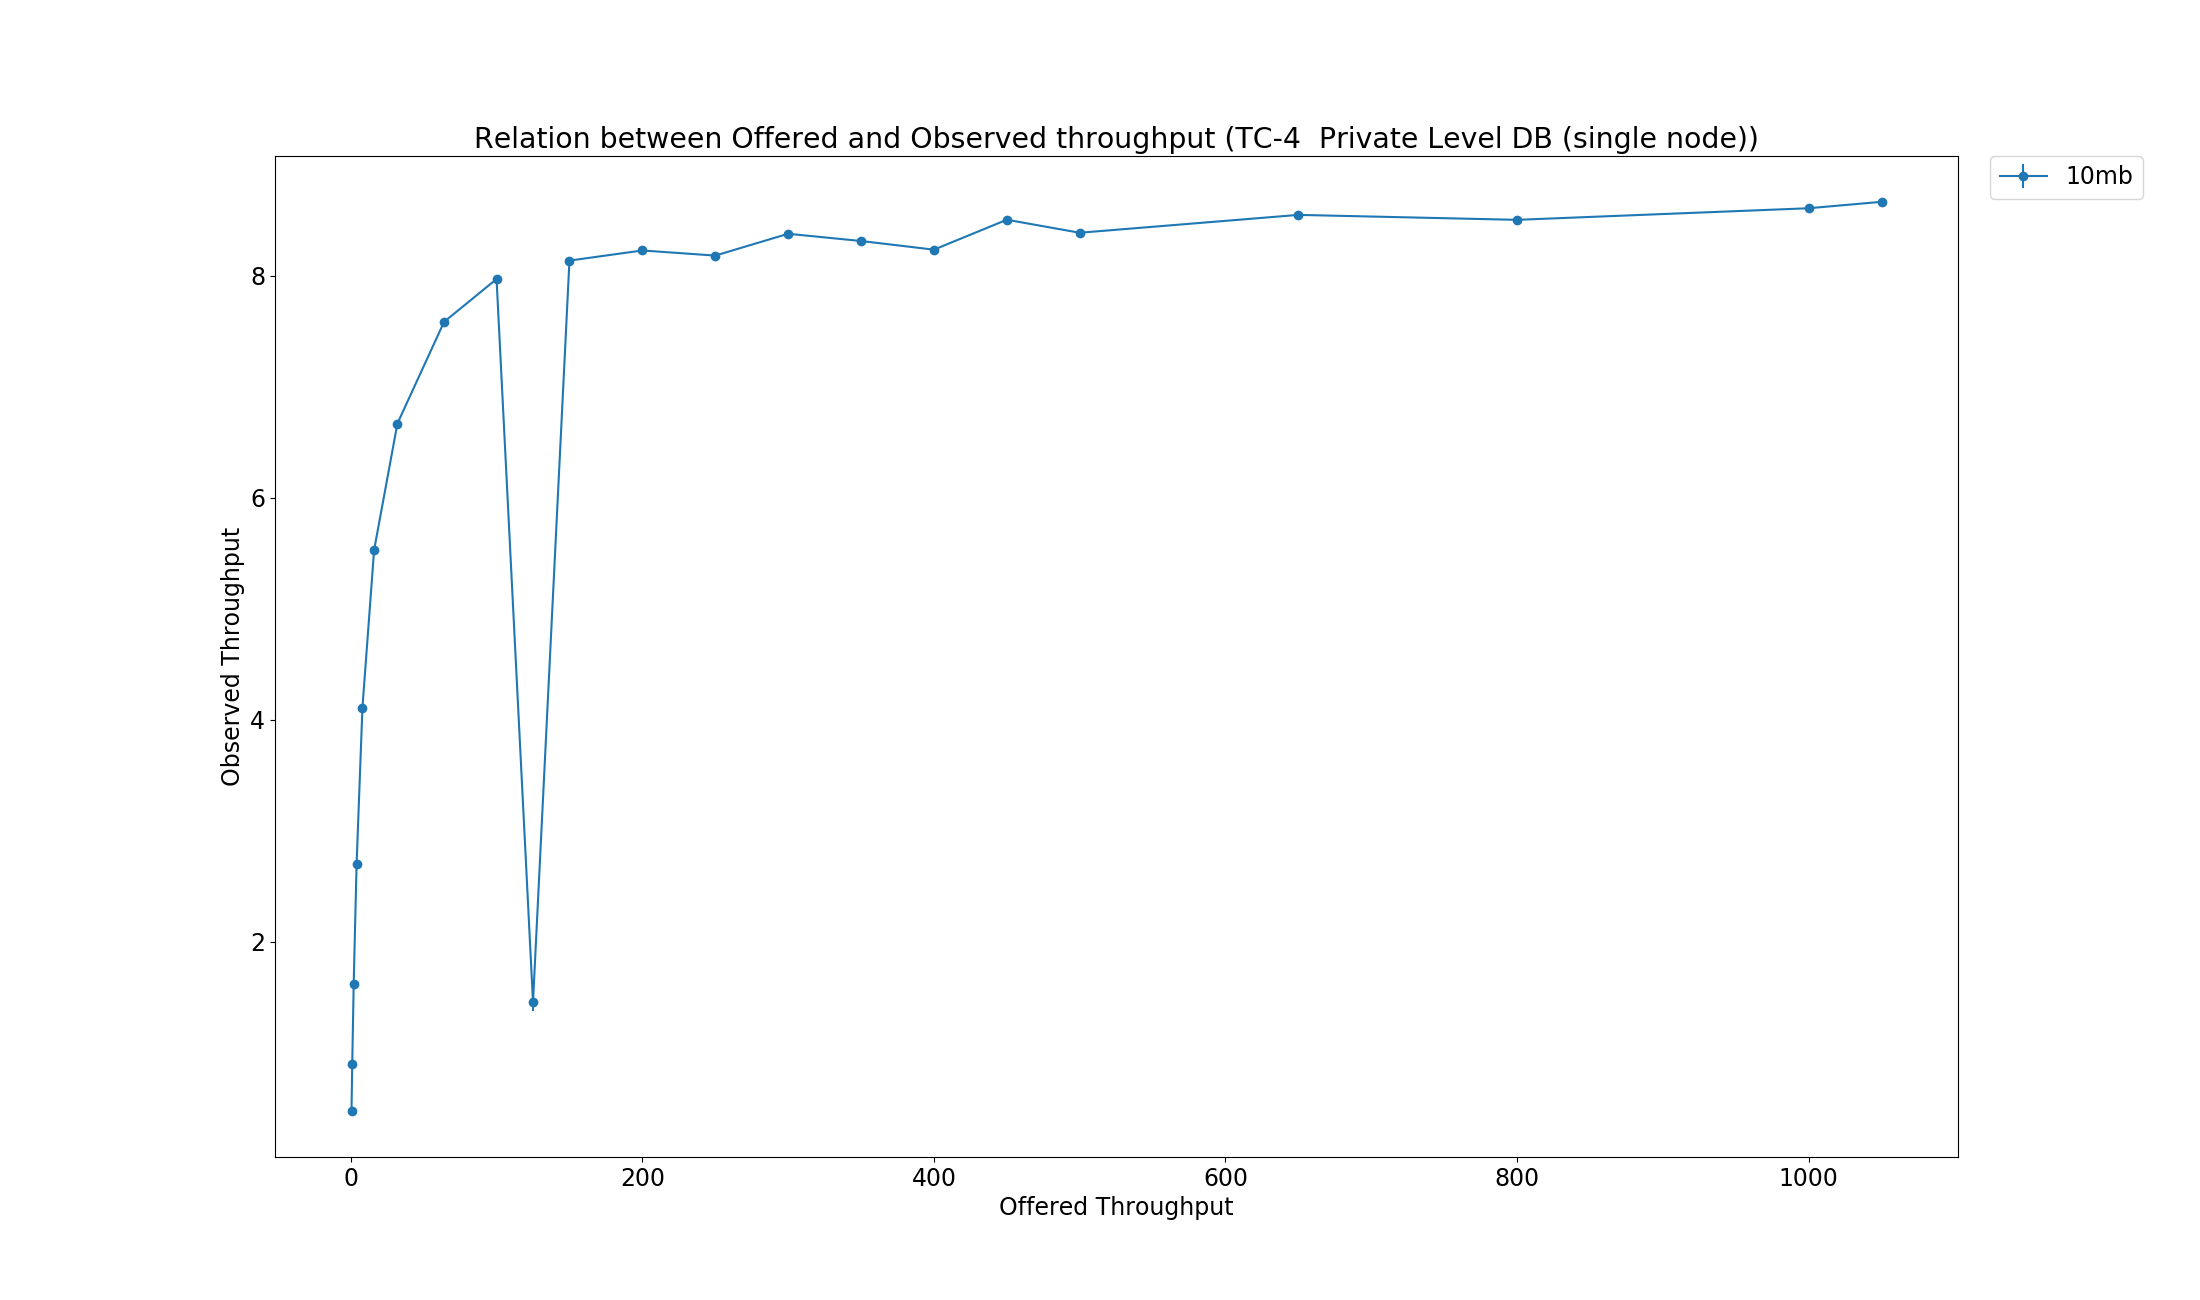 Relation between Offered and Observed throughput (TC-4  Private Level DB (single node))
10mb
8
6
4
2
Observed Throughput
0 200 400 600 800 1000
Offered Throughput